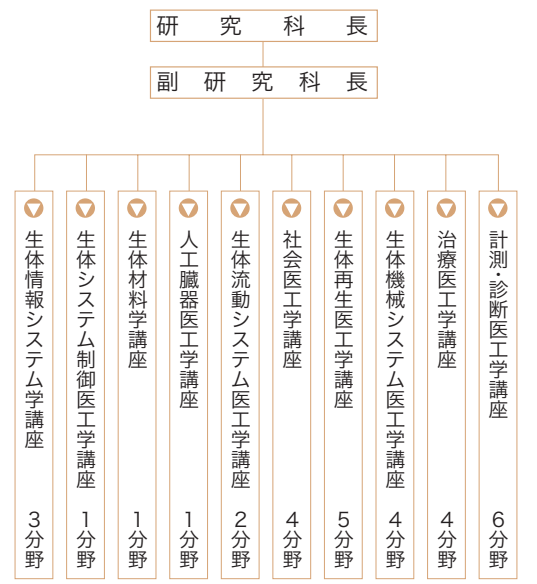 研究科長
副研究科長
計測・診断医工学講座 6分野
治療医工学講座 4分野
生体機械システム医工学講座 4分野
生体再生医工学講座 5分野
社会医工学講座 4分野
生体流動システム医工学講座 2分野
人工臓器医工学講座 1分野
生体材料学講座 1分野
生体システム制御医工学講座 1分野
生体情報システム学講座 3分野